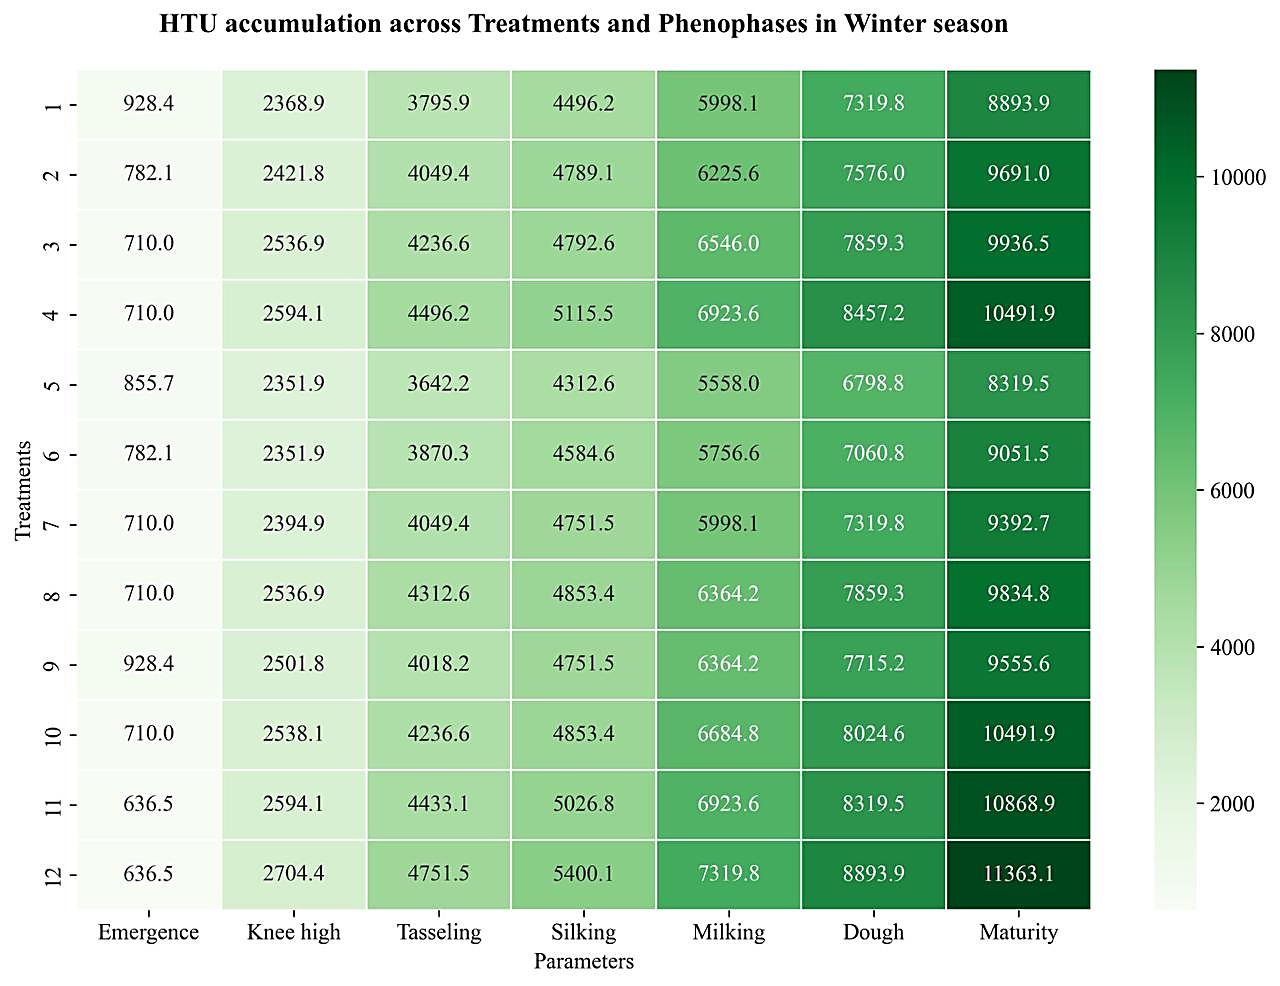 HTU accumulation across Treatments and Phenophases in Winter season
1 928.4 2368.9 3795.9 4496.2 5998.1 7319.8 8893.9
2 782.1 2421.8 4049.4 4789.1 6225.6 7576.0 9691.0
3 710.0 2536.9 4236.6 4792.6 6546.0 7859.3 9936.5
4 710.0 2594.1 4496.2 5115.5 6923.6 8457.2 10491.9
5 855.7 2351.9 3642.2 4312.6 5558.0 6798.8 8319.5
6 782.1 2351.9 3870.3 4584.6 5756.6 7060.8 9051.5
7 710.0 2394.9 4049.4 4751.5 5998.1 7319.8 9392.7
8 710.0 2536.9 4312.6 4853.4 6364.2 7859.3 9834.8
9 928.4 2501.8 4018.2 4751.5 6364.2 7715.2 9555.6
10 710.0 2538.1 4236.6 4853.4 6684.8 8024.6 10491.9
11 636.5 2594.1 4433.1 5026.8 6923.6 8319.5 10868.9
12 636.5 2704.4 4751.5 5400.1 7319.8 8893.9 11363.1
Treatments
Emergence Knee high Tasseling Silking Milking Dough Maturity
Parameters
10000
8000
6000
4000
2000